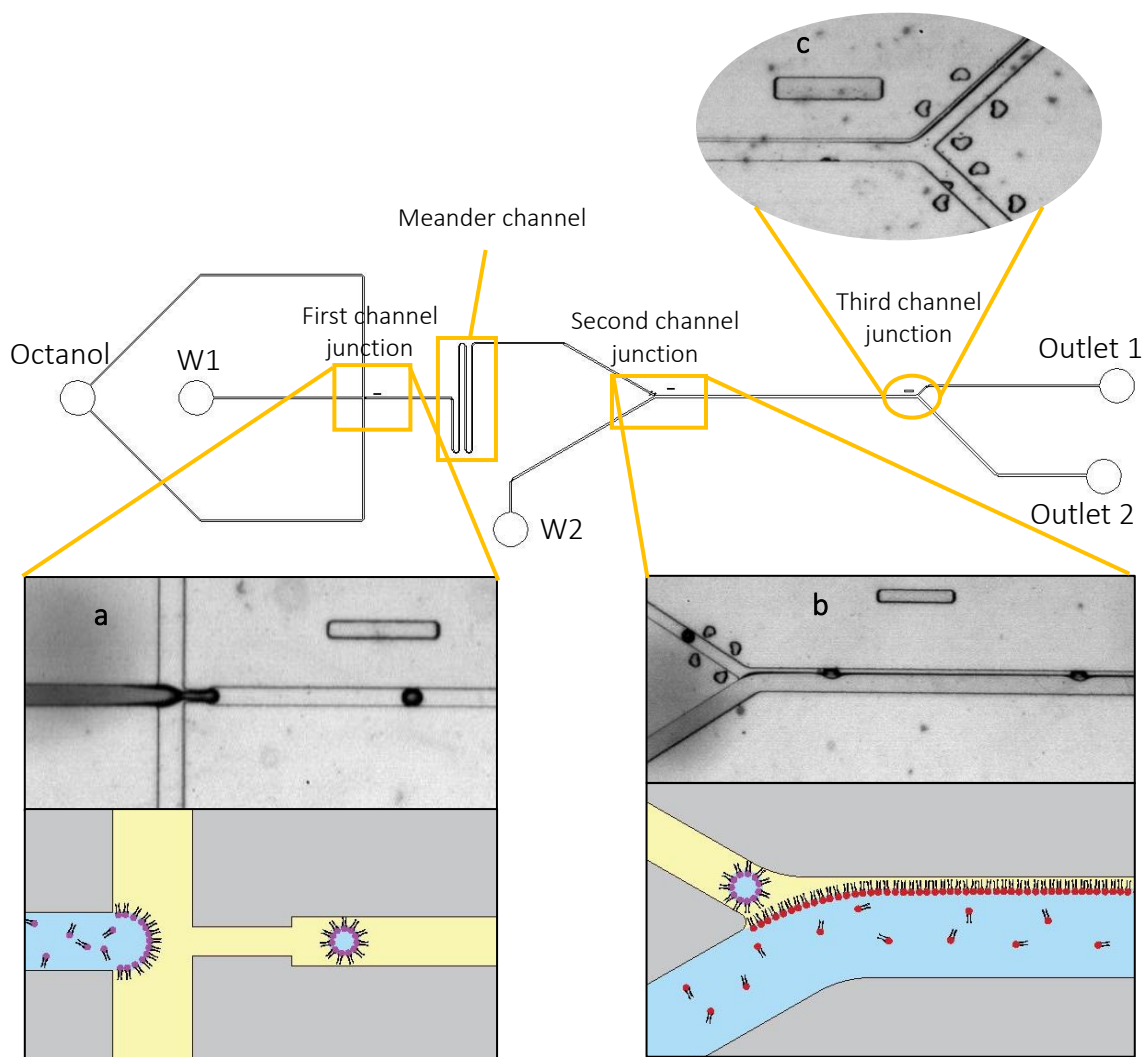 c
Meander channel
First channel
junction
Second channel
junction
Third channel
junction
Octanol
W1
Outlet 1
W2
Outlet 2
a
b